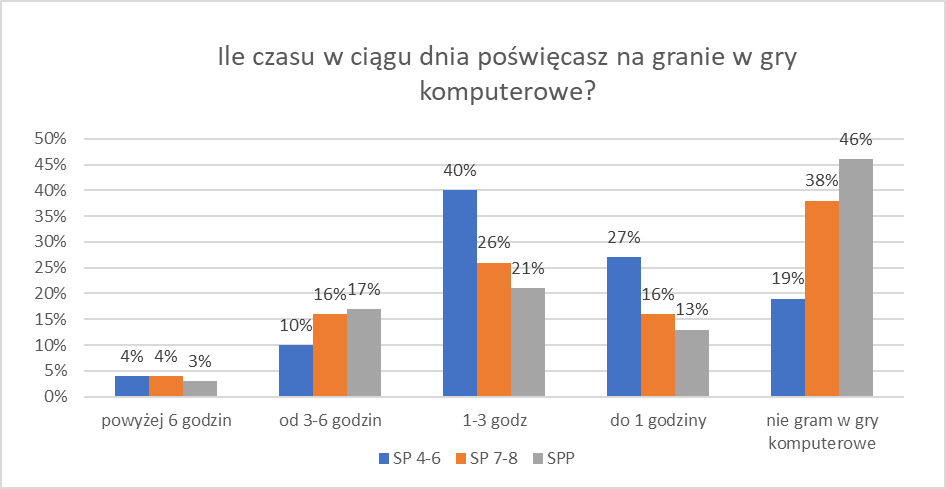 Ile czasu w ciągu dnia poświęcasz na granie w gry
komputerowe?
50%
45%
40%
35%
30%
25%
20%
15%
10%
5%
0%
4% 4% 3%
10% 16% 17%
40% 26% 21%
27% 16% 13%
19% 38% 46%
powyżej 6 godzin od 3-6 godzin 1-3 godz do 1 godziny nie gram w gry
komputerowe
SP 4-6 SP 7-8 SPP